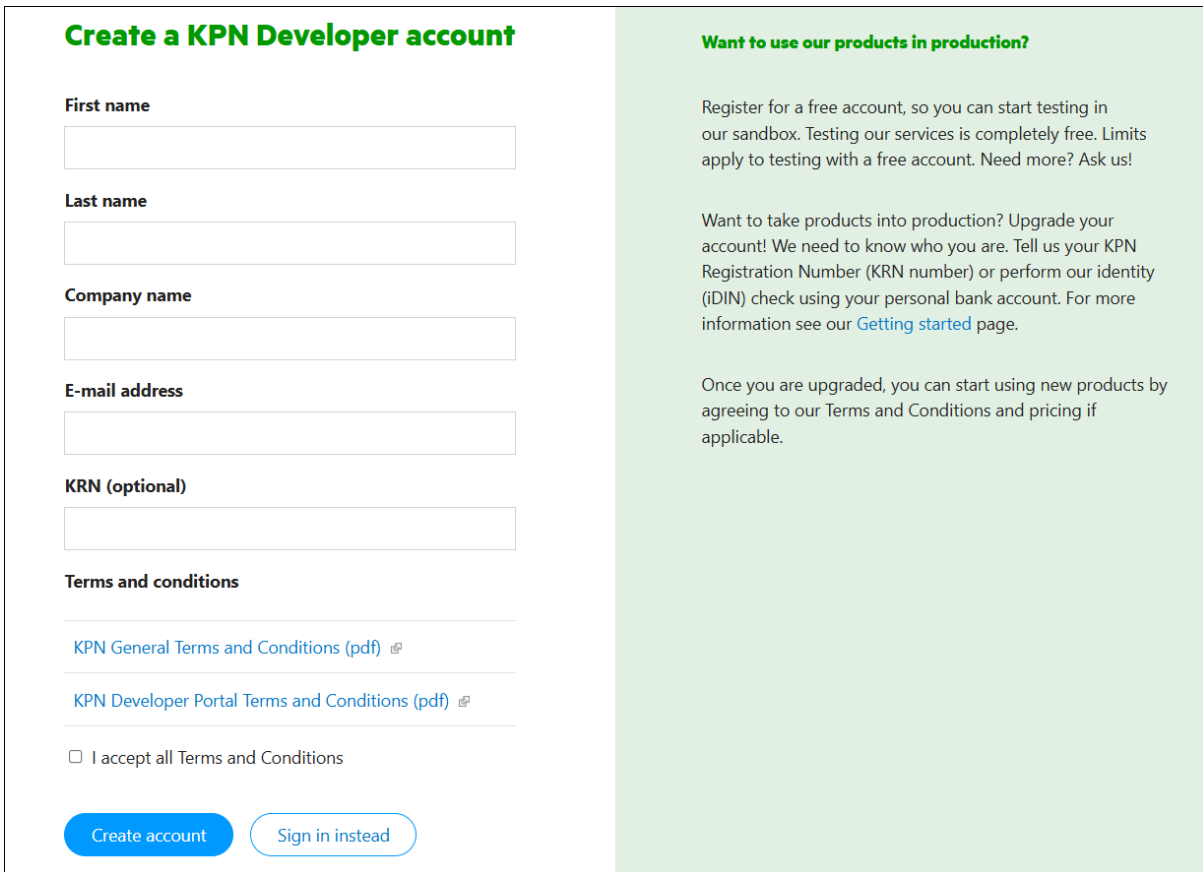 Create a KPN Developer account
First name
Last name
Company name
E-mail address
KRN (optional)
Terms and conditions
KPN General Terms and Conditions (pdf)
KPN Developer Portal Terms and Conditions (pdf)
I accept all Terms and Conditions
Create account
Sign in instead
Want to use our products in production?
Register for a free account, so you can start testing in
our sandbox. Testing our services is completely free. Limits
apply to testing with a free account. Need more? Ask us!
Want to take products into production? Upgrade your
account! We need to know who you are. Tell us your KPN
Registration Number (KRN number) or perform our identity
(iDIN) check using your personal bank account. For more
information see our Getting started page.
Once you are upgraded, you can start using new products by
agreeing to our Terms and Conditions and pricing if
applicable.